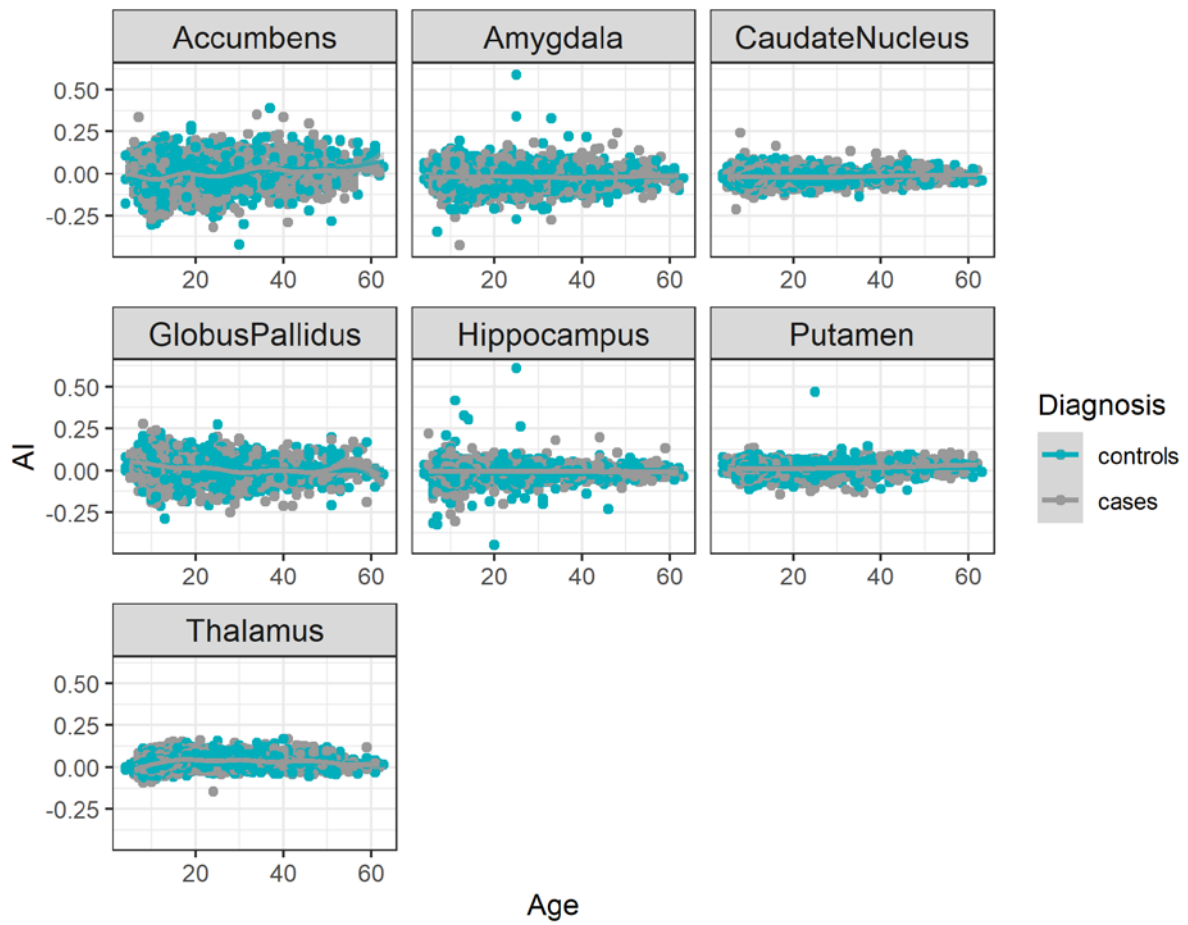 Accumbens Amygdala CaudateNucleus
0.50
0.25
0.00
-0.25
20 40 60 20 40 60 20 40 60
GlobusPallidus Hippocampus Putamen
0.50
0.25
0.00
-0.25
20 40 60 20 40 60 20 40 60
AI
Diagnosis
controls
cases
Thalamus
0.50
0.25
0.00
-0.25
20 40 60
Age